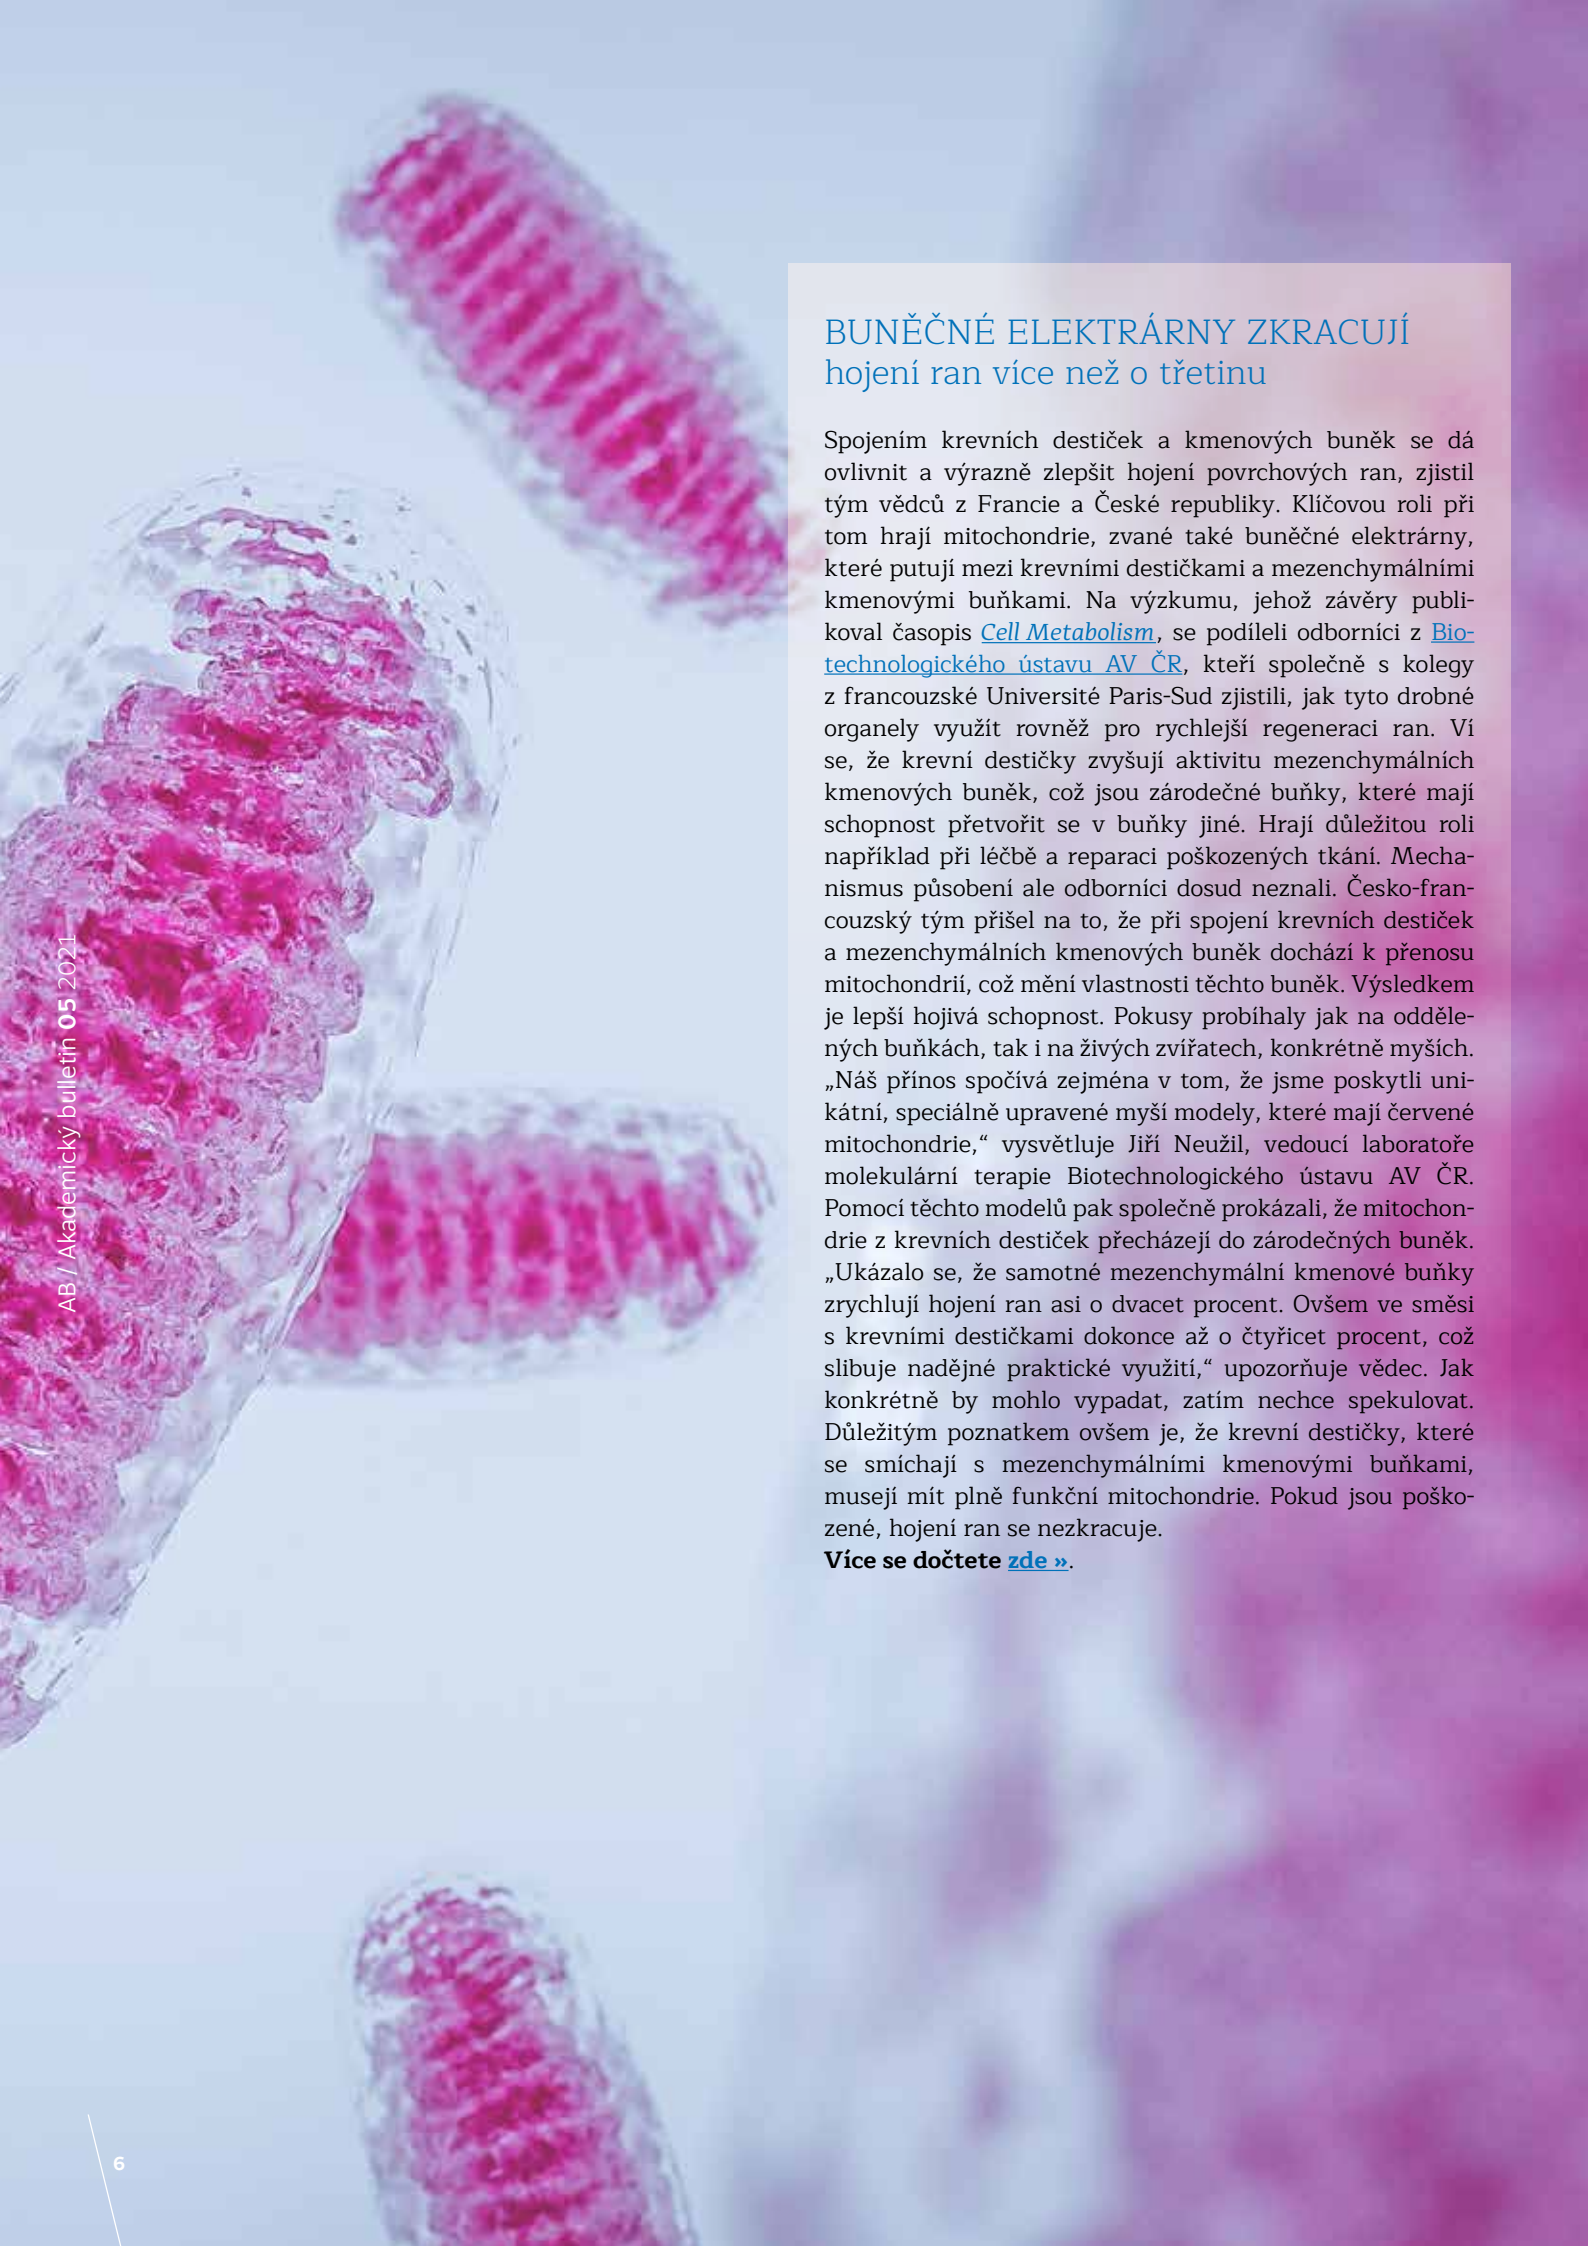 BUNĚČNÉ ELEKTRÁRNY ZKRACUJÍ
hojení ran více než o třetinu
Spojením krevních destiček a kmenových buněk se dá
ovlivnit a výrazně zlepšit hojení povrchových ran, zjistil
tým vědců z Francie a České republiky. Klíčovou roli při
tom hrají mitochondrie, zvané také buněčné elektrárny,
které putují mezi krevními destičkami a mezenchymálními
kmenovými buňkami. Na výzkumu, jehož závěry publi-
koval časopis Cell Metabolism, se podíleli odborníci z Bio-
technologického ústavu AV ČR, kteří společně s kolegy
z francouzské Université Paris-Sud zjistili, jak tyto drobné
organely využít rovněž pro rychlejší regeneraci ran. Ví
se, že krevní destičky zvyšují aktivitu mezenchymálních
kmenových buněk, což jsou zárodečné buňky, které mají
schopnost přetvořit se v buňky jiné. Hrají důležitou roli
například při léčbě a reparaci poškozených tkání. Mecha-
nismus působení ale odborníci dosud neznali. Česko-fran-
couzský tým přišel na to, že při spojení krevních destiček
a mezenchymálních kmenových buněk dochází k přenosu
mitochondrií, což mění vlastnosti těchto buněk. Výsledkem
je lepší hojivá schopnost. Pokusy probíhaly jak na odděle-
ných buňkách, tak i na živých zvířatech, konkrétně myších.
„Náš přínos spočívá zejména v tom, že jsme poskytli uni-
kátní, speciálně upravené myší modely, které mají červené
mitochondrie,“ vysvětluje Jiří Neužil, vedoucí laboratoře
molekulární terapie Biotechnologického ústavu AV ČR.
Pomocí těchto modelů pak společně prokázali, že mitochon-
drie z krevních destiček přecházejí do zárodečných buněk.
„Ukázalo se, že samotné mezenchymální kmenové buňky
zrychlují hojení ran asi o dvacet procent. Ovšem ve směsi
s krevními destičkami dokonce až o čtyřicet procent, což
slibuje nadějné praktické využití,“ upozorňuje vědec. Jak
konkrétně by mohlo vypadat, zatím nechce spekulovat.
Důležitým poznatkem ovšem je, že krevní destičky, které
se smíchají s mezenchymálními kmenovými buňkami,
musejí mít plně funkční mitochondrie. Pokud jsou poško-
zené, hojení ran se nezkracuje.
Více se dočtete zde ».
AB / Akademický bulletin 05 2021
6